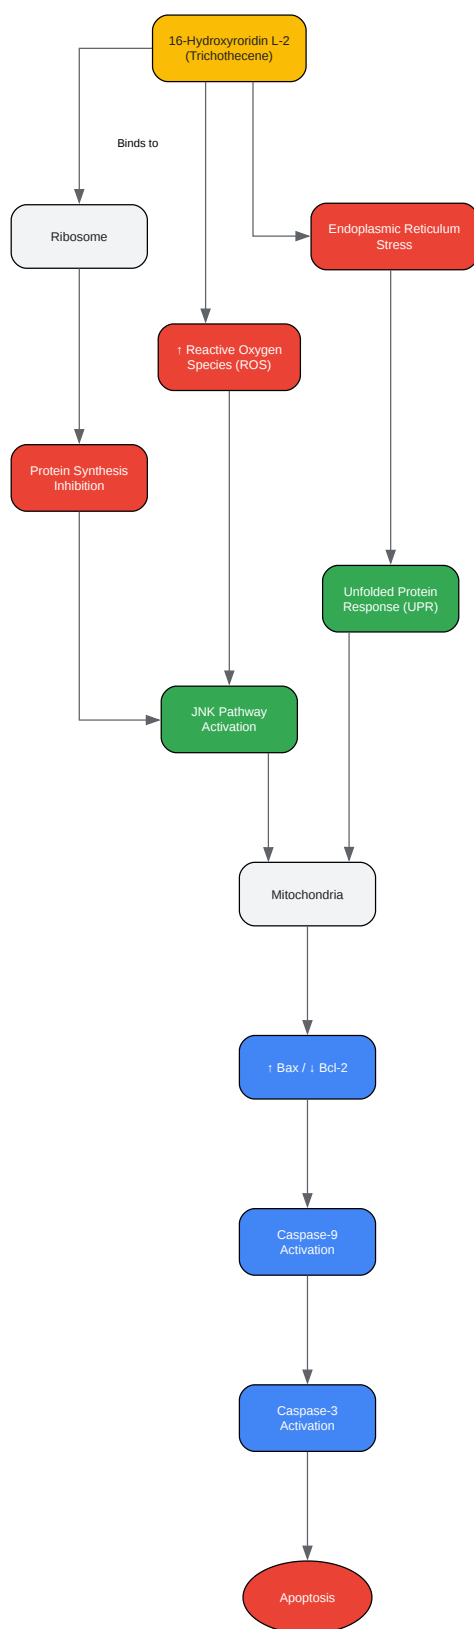 16-Hydroxyroridin L-2
(Trichothecene)
Binds to
Ribosome
Endoplasmic Reticulum
Stress
↑ Reactive Oxygen
Species (ROS)
Protein Synthesis
Inhibition
Unfolded Protein
Response (UPR)
JNK Pathway
Activation
Mitochondria
↑ Bax / ↓ Bcl-2
Caspase-9
Activation
Caspase-3
Activation
Apoptosis